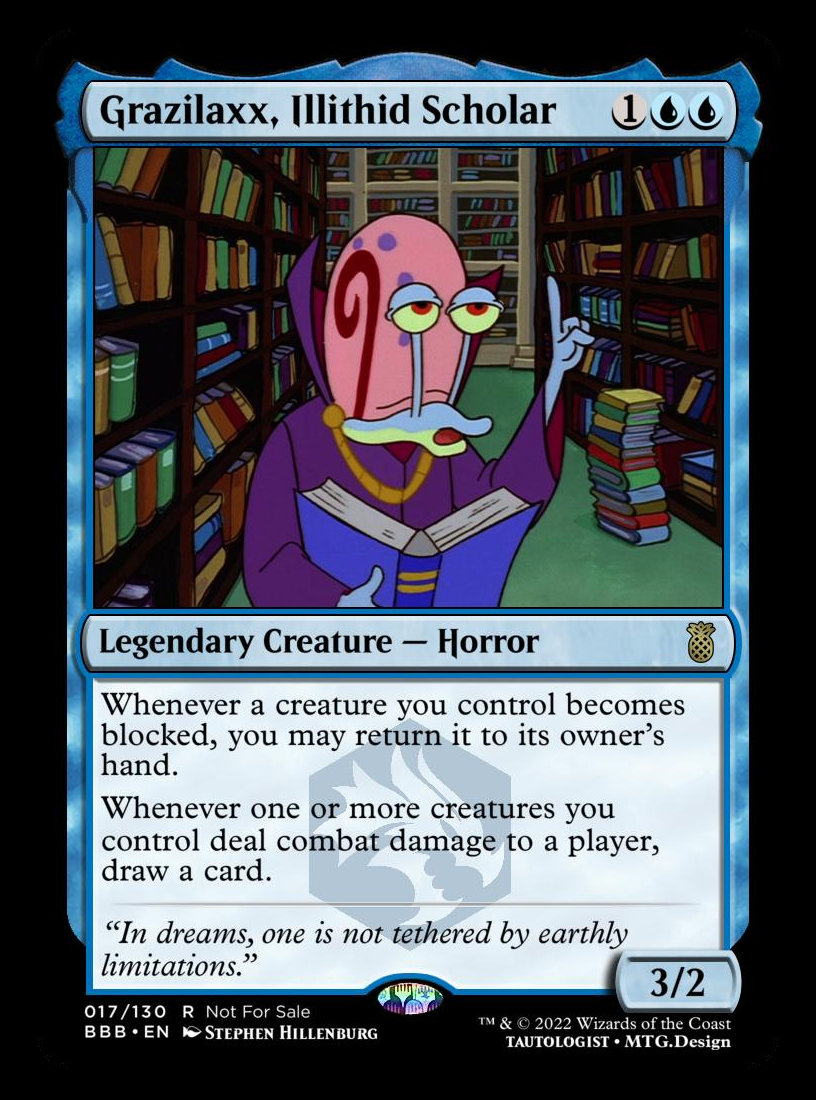 Grazilaxx, Illithid Scholar 1
Legendary Creature — Horror
Whenever a creature you control becomes
blocked, you may return it to its owner's
hand.
Whenever one or more creatures you
control deal combat damage to a player,
draw a card.
“In dreams, one is not tethered by earthly
limitations.”
3/2
017/130 R Not For Sale
BBB • EN Stephen Hillenburg
™ & © 2022 Wizards of the Coast
TAUTOLOGIST • MTG.Design